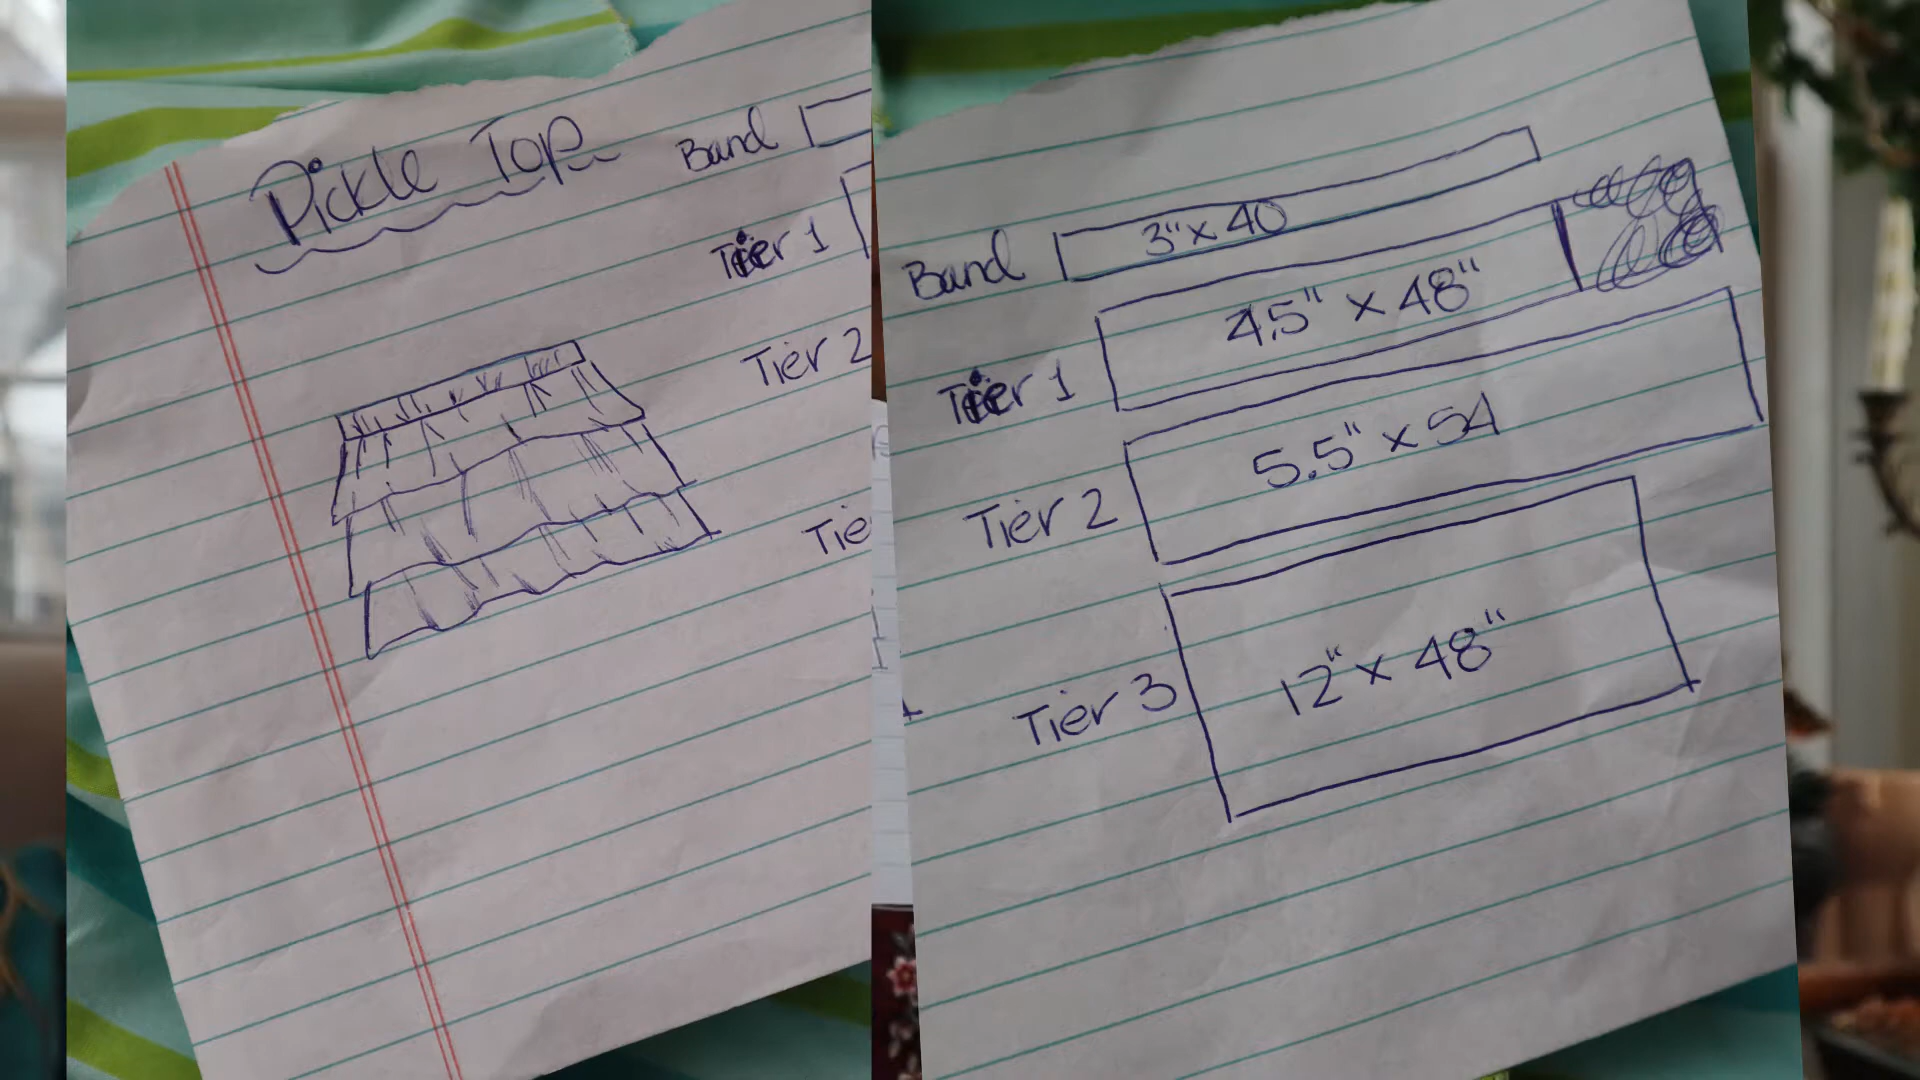 Pickle Top
Band
Tier 1
Tier 2
Tie
Band 3" x 40
Tier 1 4.5" x 48"
Tier 2 5.5" x 54
Tier 3 12" x 48"